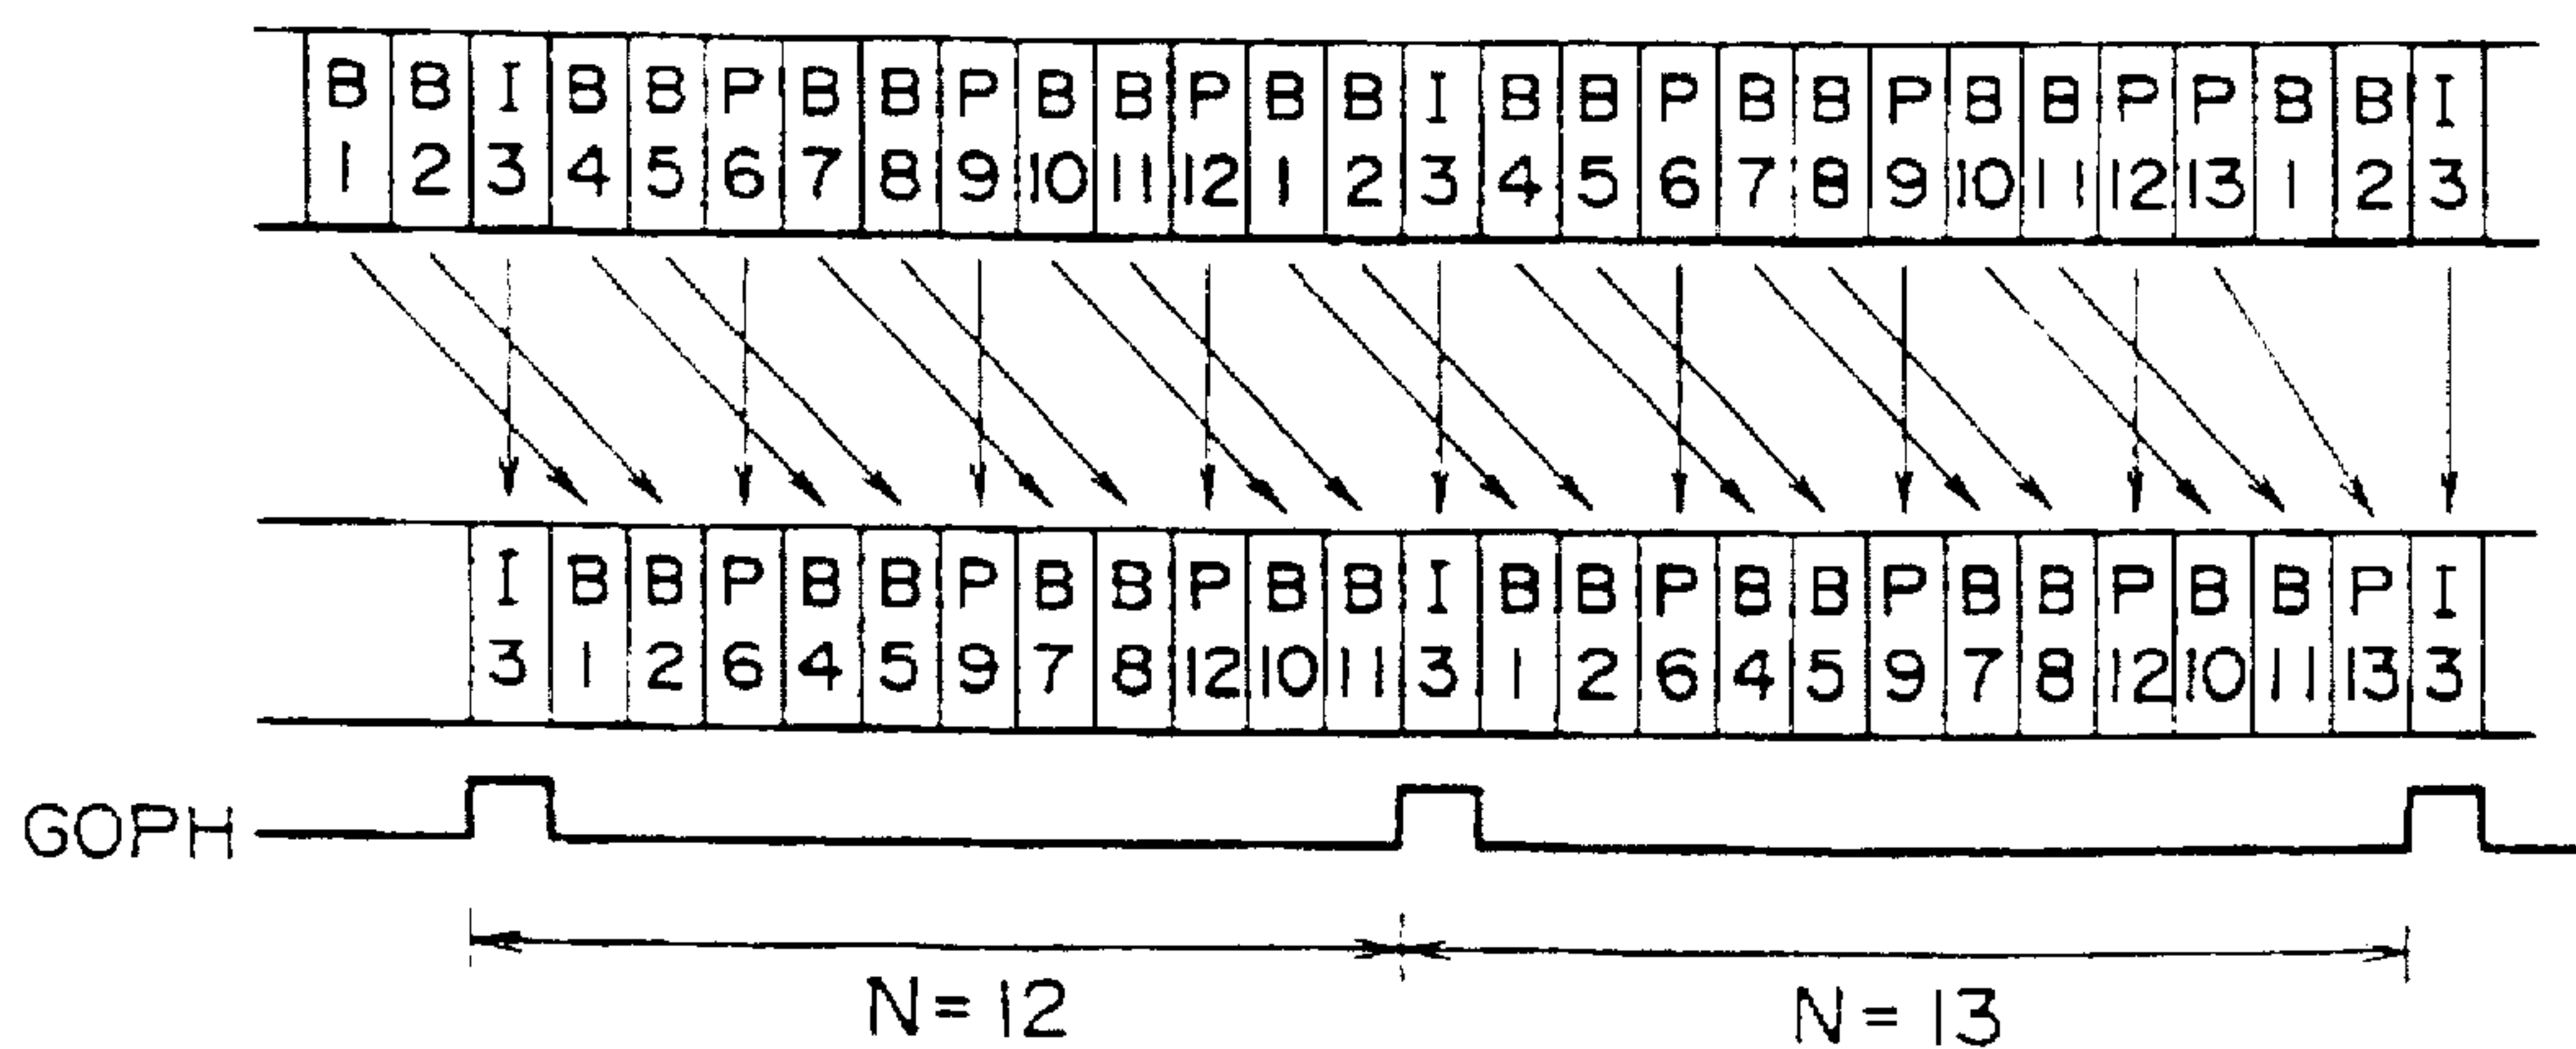 B B I B B P B B P B B P B B I B B P B B P B B P P B B I
1 2 3 4 5 6 7 8 9 10 11 12 1 2 3 4 5 6 7 8 9 10 11 12 13 1 2 3
I B B P B B P B B P B B I B B P B B P B B P B B P I
3 1 2 6 4 5 9 7 8 12 10 11 3 1 2 6 4 5 9 7 8 12 10 11 13 3
GOPH
N = 12 N = 13